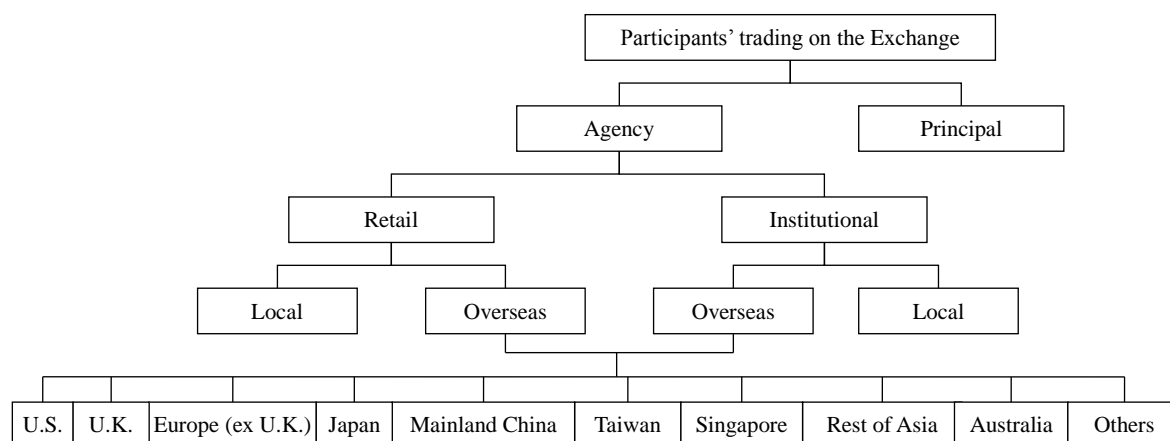 Participants’ trading on the Exchange
Agency
Principal
Retail
Institutional
Local
Overseas
Overseas
Local
U.S.
U.K.
Europe (ex U.K.)
Japan
Mainland China
Taiwan
Singapore
Rest of Asia
Australia
Others